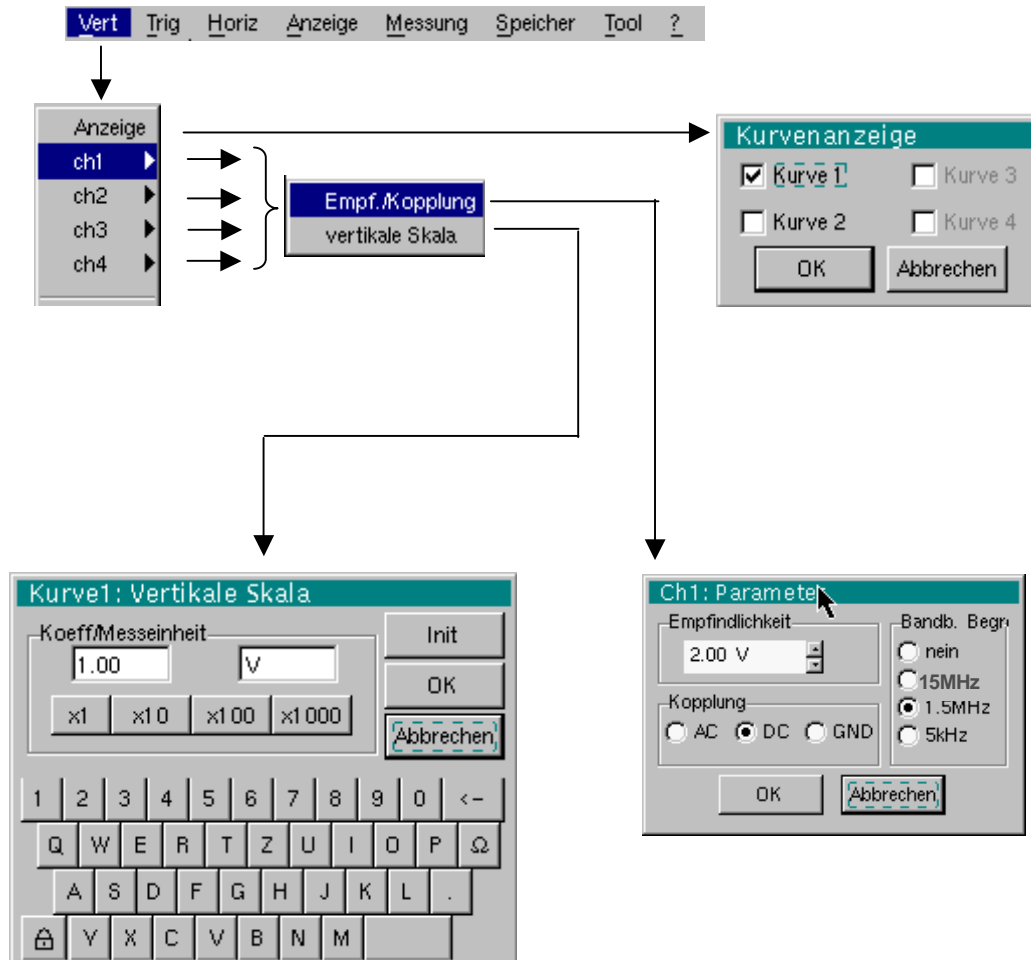 Vert Trig Horiz Anzeige Messung Speicher Tool ?
Anzeige
ch1
ch2
ch3
ch4
Empf./Kopplung
vertikale Skala
Kurvenanzeige
Kurve 1 Kurve 3
Kurve 2 Kurve 4
OK Abbrechen
Kurve1: Vertikale Skala
Koeff/Messeinheit
1.00 V
x1 x10 x100 x1000
Init
OK
Abbrechen
1 2 3 4 5 6 7 8 9 0 <-
Q W E R T Z U I O P Ω
A S D F G H J K L .
Y X C V B N M
Ch1: Parameter
Empfindlichkeit
2.00 V
Kopplung
AC DC GND
Bandb. Begr
nein
15MHz
1.5MHz
5kHz
OK Abbrechen